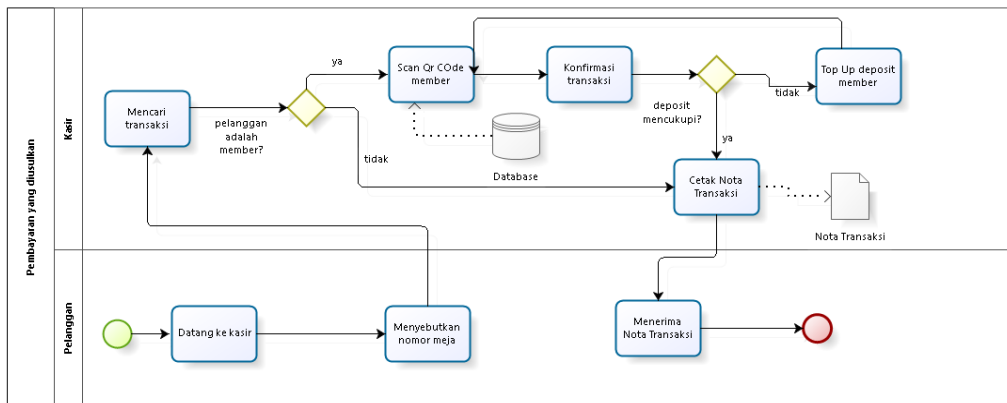 Pembayaran yang diusulkan
Kasir
Mencari
transaksi
pelanggan
adalah
member?
ya
tidak
Scan Qr COde
member
Database
Konfirmasi
transaksi
deposit
mencukupi?
tidak
ya
Top Up deposit
member
Cetak Nota
Transaksi
Nota Transaksi
Pelanggan
Datang ke kasir
Menyebutkan
nomor meja
Menerima
Nota Transaksi